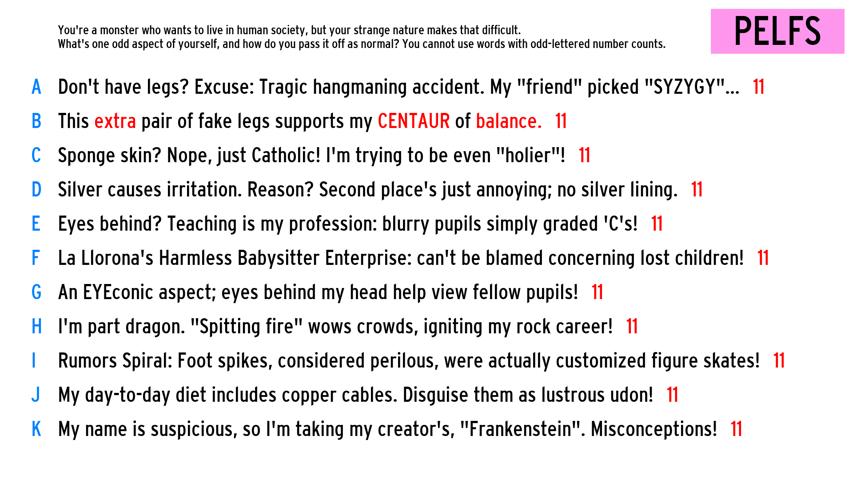 You're a monster who wants to live in human society, but your strange nature makes that difficult.
What's one odd aspect of yourself, and how do you pass it off as normal? You cannot use words with odd-lettered number counts.
PELFS
A Don't have legs? Excuse: Tragic hangmaning accident. My "friend" picked "SYZYGY"... 11
B This extra pair of fake legs supports my CENTAUR of balance. 11
C Sponge skin? Nope, just Catholic! I'm trying to be even "holier"! 11
D Silver causes irritation. Reason? Second place's just annoying; no silver lining. 11
E Eyes behind? Teaching is my profession: blurry pupils simply graded 'C's! 11
F La Llorona's Harmless Babysitter Enterprise: can't be blamed concerning lost children! 11
G An EYEconic aspect; eyes behind my head help view fellow pupils! 11
H I'm part dragon. "Spitting fire" wows crowds, igniting my rock career! 11
I Rumors Spiral: Foot spikes, considered perilous, were actually customized figure skates! 11
J My day-to-day diet includes copper cables. Disguise them as lustrous udon! 11
K My name is suspicious, so I'm taking my creator's, "Frankenstein". Misconceptions! 11